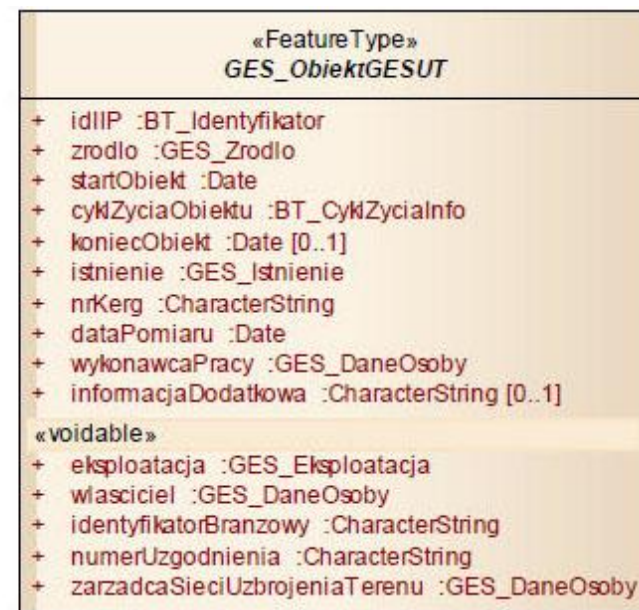 «FeatureType»
GES_ObiektGESUT
+ idIIP :BT_Identyfikator
+ zrodlo :GES_Zrodlo
+ startObiekt :Date
+ cyklZyciaObiektu :BT_CyklZyciaInfo
+ koniecObiekt :Date [0..1]
+ istnienie :GES_Istnienie
+ nrKerg :CharacterString
+ dataPomiaru :Date
+ wykonawcaPracy :GES_DaneOsoby
+ informacjaDodatkowa :CharacterString [0..1]
«voidable»
+ eksploatacja :GES_Eksploatacja
+ wlasciciel :GES_DaneOsoby
+ identyfikatorBranzowy :CharacterString
+ numerUzgodnienia :CharacterString
+ zarzadcaSieciUzbrojeniaTerenu :GES_DaneOsoby